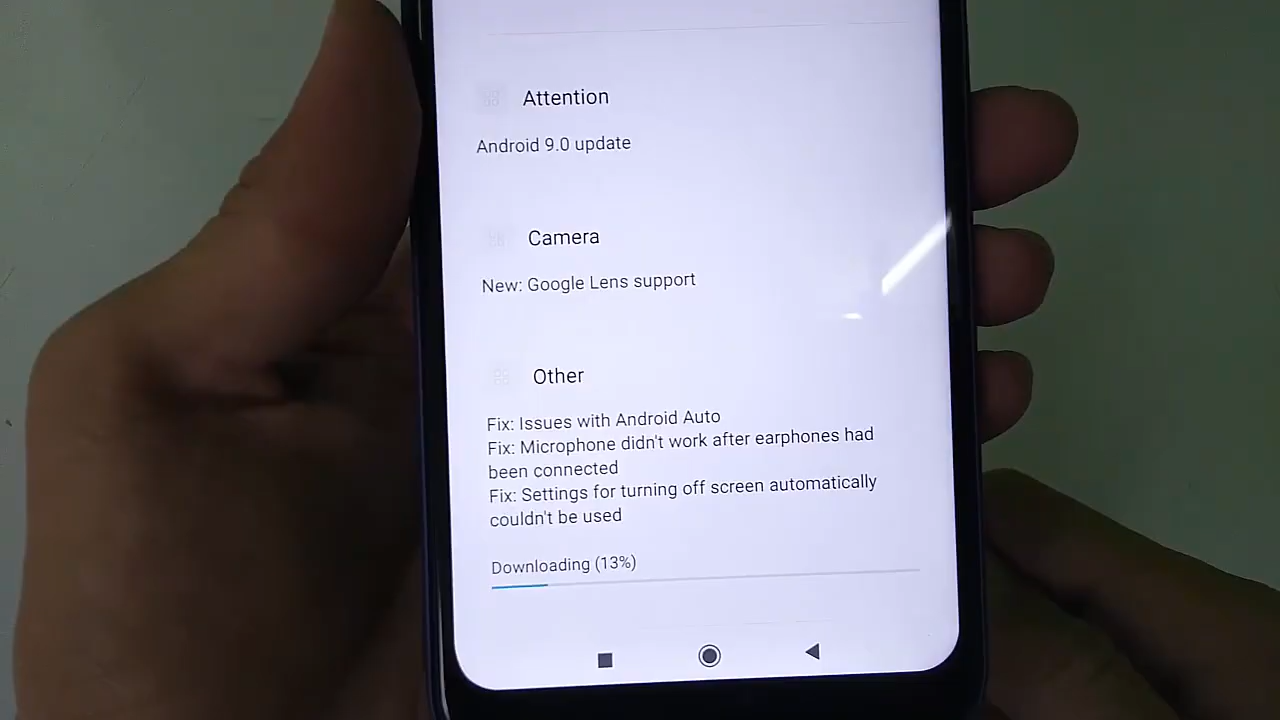 Attention
Android 9.0 update
Camera
New: Google Lens support
Other
Fix: Issues with Android Auto
Fix: Microphone didn't work after earphones had
been connected
Fix: Settings for turning off screen automatically
couldn't be used
Downloading (13%)